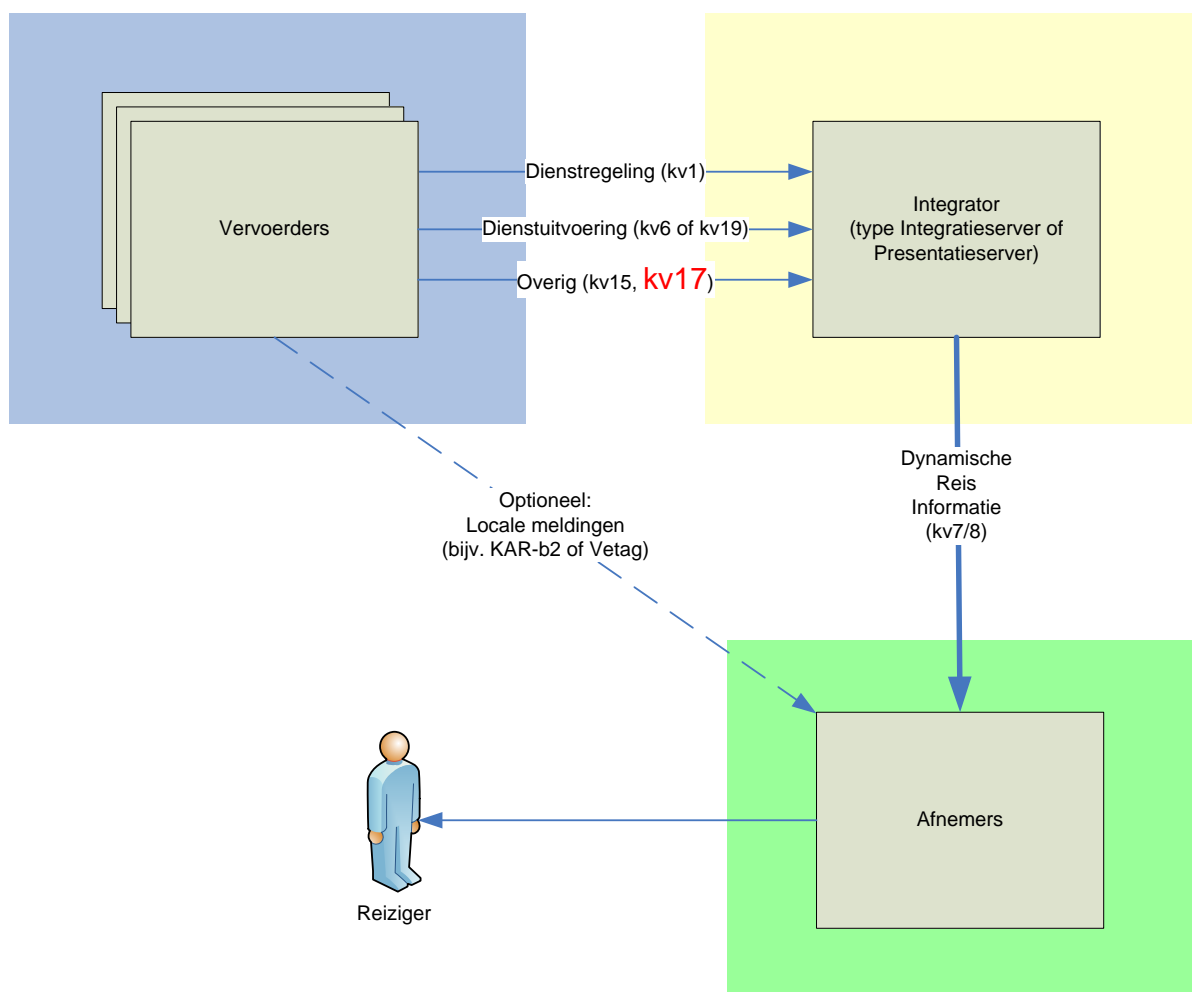 Vervoerders
Dienstregeling (kv1)
Dienstuitvoering (kv6 of kv19)
Overig (kv15, kv17)
Integrator
(type Integratieserver of
Presentatieserver)
Dynamische
Reis
Informatie
(kv7/8)
Optioneel:
Locale meldingen
(bijv. KAR-b2 of Vetag)
Afnemers
Reiziger